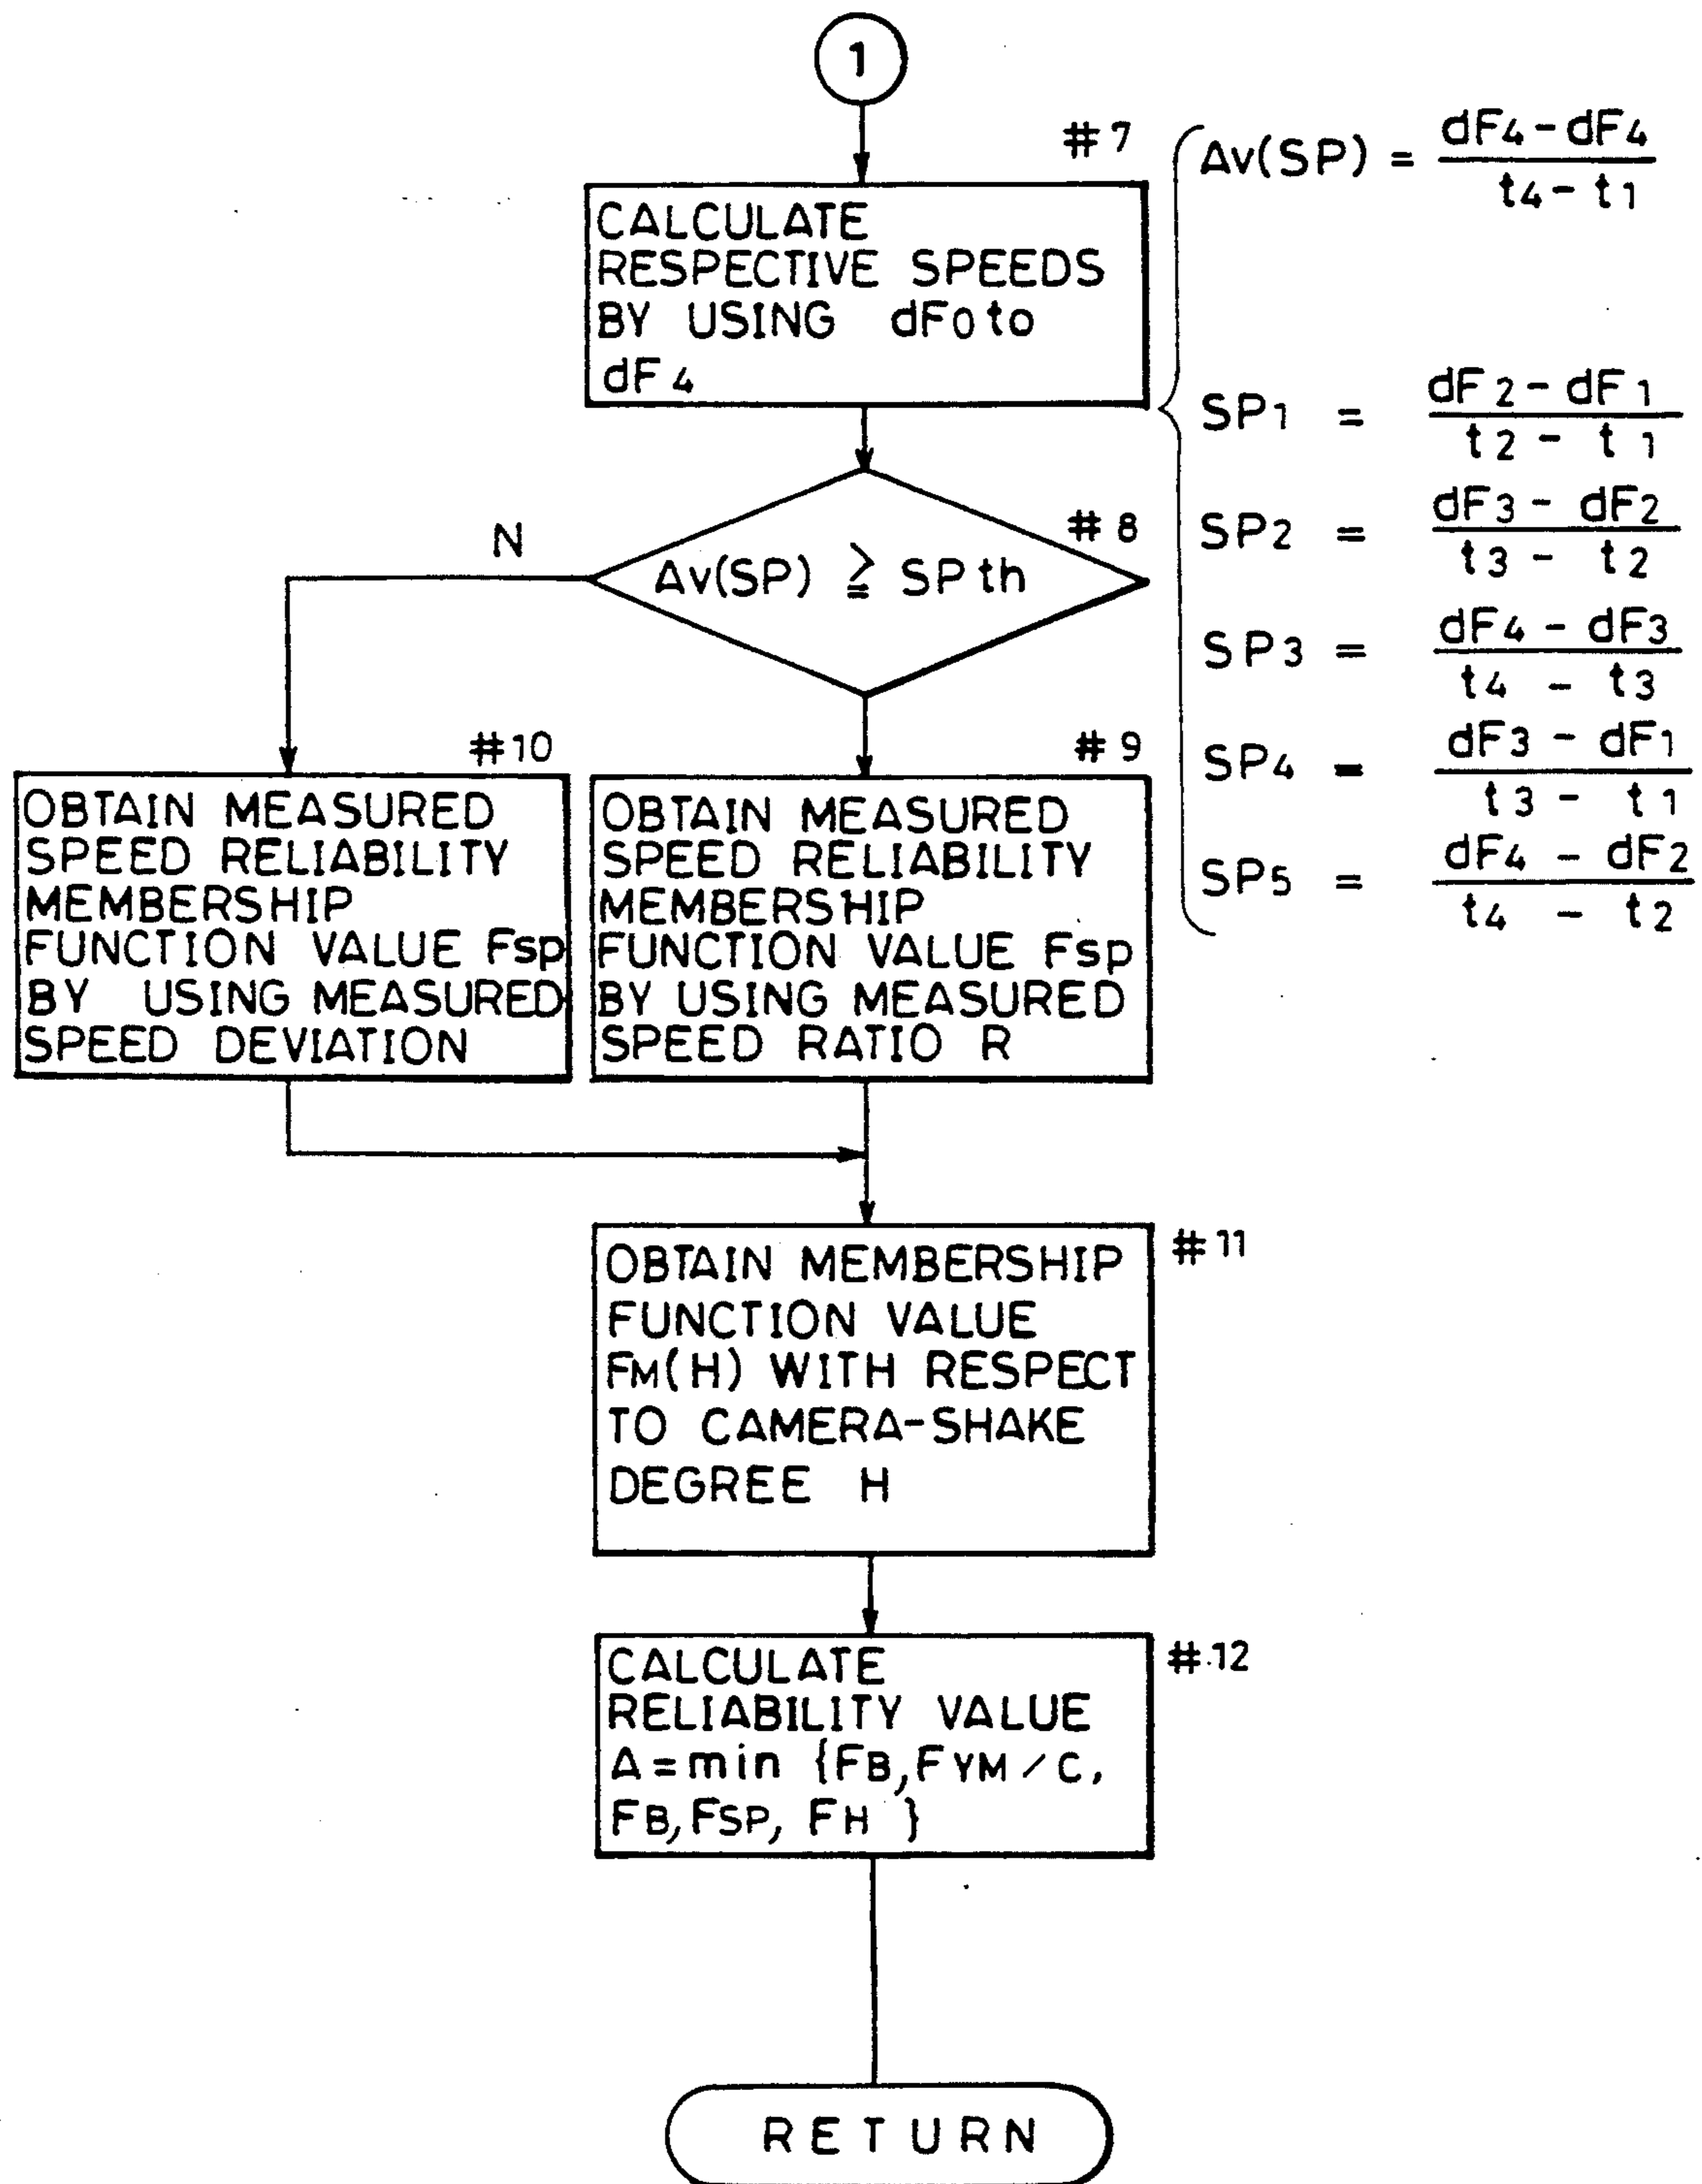 1
#7
CALCULATE
RESPECTIVE SPEEDS
BY USING dF0 to
dF4
Av(SP) = dF4 - dF4 / t4 - t1
SP1 = dF2 - dF1 / t2 - t1
SP2 = dF3 - dF2 / t3 - t2
SP3 = dF4 - dF3 / t4 - t3
SP4 = dF3 - dF1 / t3 - t1
SP5 = dF4 - dF2 / t4 - t2
#8
N
Av(SP) ≧ SPth
#10
OBTAIN MEASURED
SPEED RELIABILITY
MEMBERSHIP
FUNCTION VALUE Fsp
BY USING MEASURED
SPEED DEVIATION
#9
OBTAIN MEASURED
SPEED RELIABILITY
MEMBERSHIP
FUNCTION VALUE Fsp
BY USING MEASURED
SPEED RATIO R
#11
OBTAIN MEMBERSHIP
FUNCTION VALUE
FM(H) WITH RESPECT
TO CAMERA-SHAKE
DEGREE H
#12
CALCULATE
RELIABILITY VALUE
A=min {FB, FYM/C,
FB, FSP, FH }
RETURN